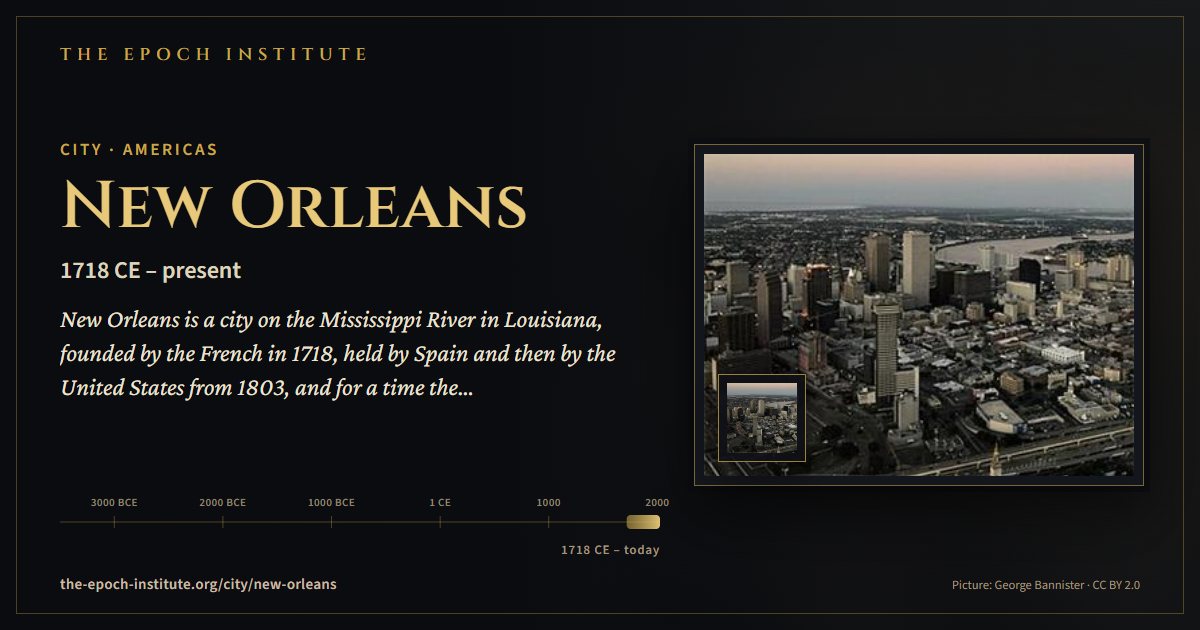 THE EPOCH INSTITUTE
CITY · AMERICAS
NEW ORLEANS
1718 CE – present
New Orleans is a city on the Mississippi River in Louisiana,
founded by the French in 1718, held by Spain and then by the
United States from 1803, and for a time the...
3000 BCE 2000 BCE 1000 BCE 1 CE 1000 2000
1718 CE – today
the-epoch-institute.org/city/new-orleans
Picture: George Bannister · CC BY 2.0